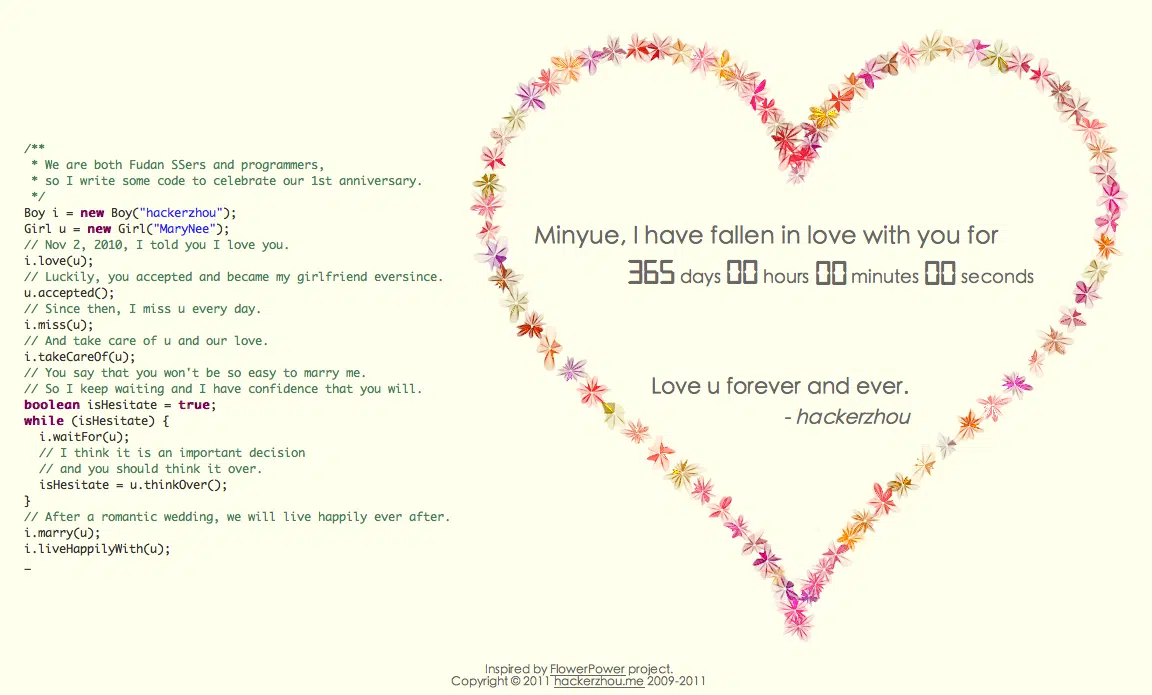 /**
 * We are both Fudan SSers and programmers,
 * so I write some code to celebrate our 1st anniversary.
 */
Boy i = new Boy("hackerzhou");
Girl u = new Girl("MaryNee");
// Nov 2, 2010, I told you I love you.
i.love(u);
// Luckily, you accepted and became my girlfriend eversince.
u.accepted();
// Since then, I miss u every day.
i.miss(u);
// And take care of u and our love.
i.takeCareOf(u);
// You say that you won't be so easy to marry me.
// So I keep waiting and I have confidence that you will.
boolean isHesitate = true;
while (isHesitate) {
  i.waitFor(u);
  // I think it is an important decision
  // and you should think it over.
  isHesitate = u.thinkOver();
}
// After a romantic wedding, we will live happily ever after.
i.marry(u);
i.liveHappilyWith(u);
_
Minyue, I have fallen in love with you for
365 days 00 hours 00 minutes 00 seconds
Love u forever and ever.
- hackerzhou
Inspired by FlowerPower project.
Copyright © 2011 hackerzhou.me 2009-2011